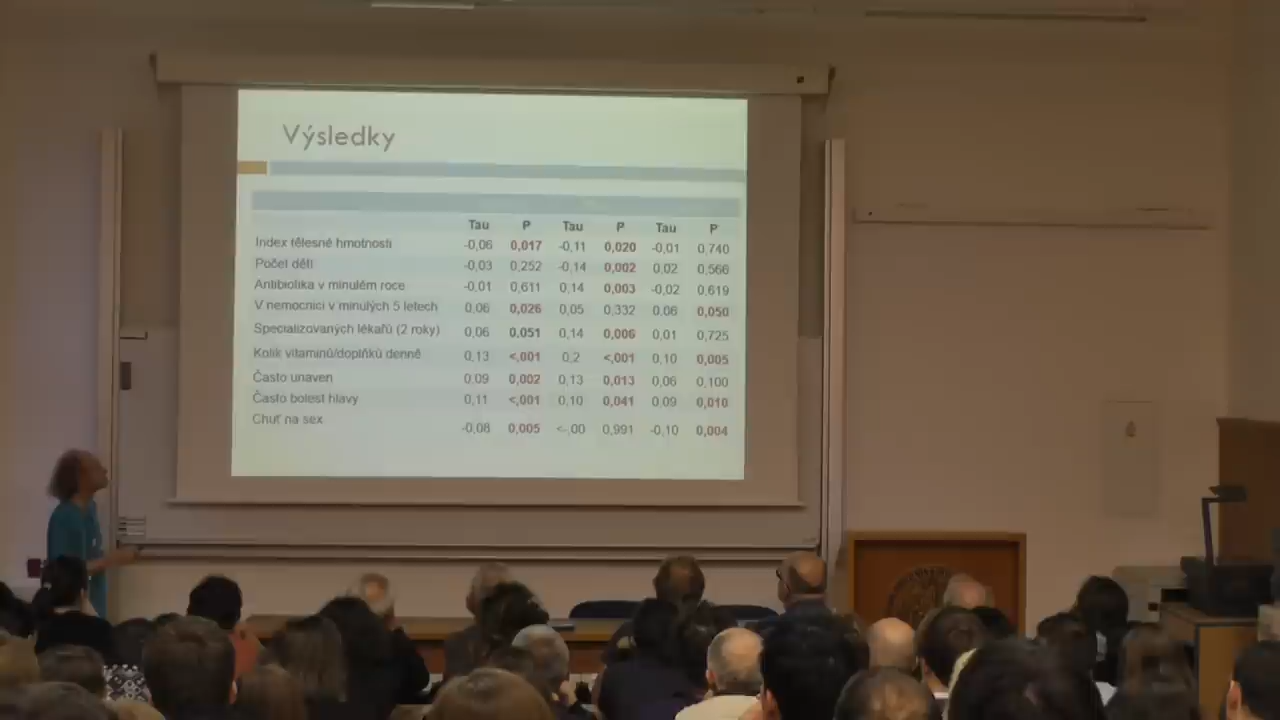 Výsledky
Tau P Tau P Tau P
Index tělesné hmotnosti -0,06 0,017 -0,11 0,020 -0,01 0,740
Počet dětí -0,03 0,252 -0,14 0,002 0,02 0,566
Antibiotika v minulém roce -0,01 0,611 0,14 0,003 -0,02 0,619
V nemocnici v minulých 5 letech 0,06 0,026 0,05 0,332 0,06 0,050
Specializovaných lékařů (2 roky) 0,06 0,051 0,14 0,006 0,01 0,725
Kolik vitaminů/doplňků denně 0,13 <,001 0,2 <,001 0,10 0,005
Často unaven 0,09 0,002 0,13 0,013 0,06 0,100
Často bolest hlavy 0,11 <,001 0,10 0,041 0,09 0,010
Chuť na sex -0,08 0,005 <-,00 0,991 -0,10 0,004